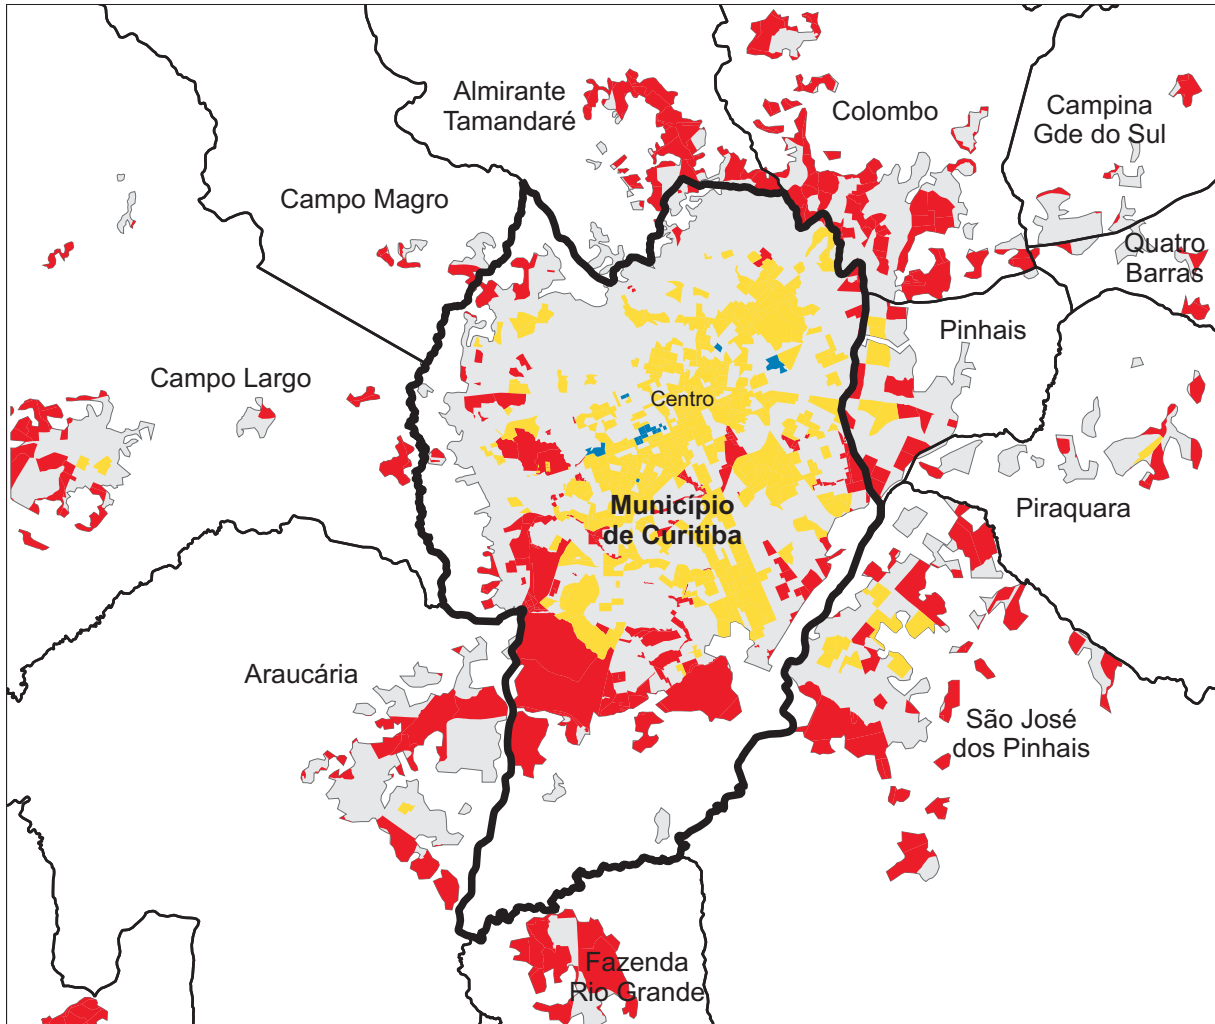 Almirante
Tamandaré
Colombo
Campina
Gde do Sul
Campo Magro
Quatro
Barras
Pinhais
Campo Largo
Centro
Município
de Curitiba
Piraquara
Araucária
São José
dos Pinhais
Fazenda
Rio Grande